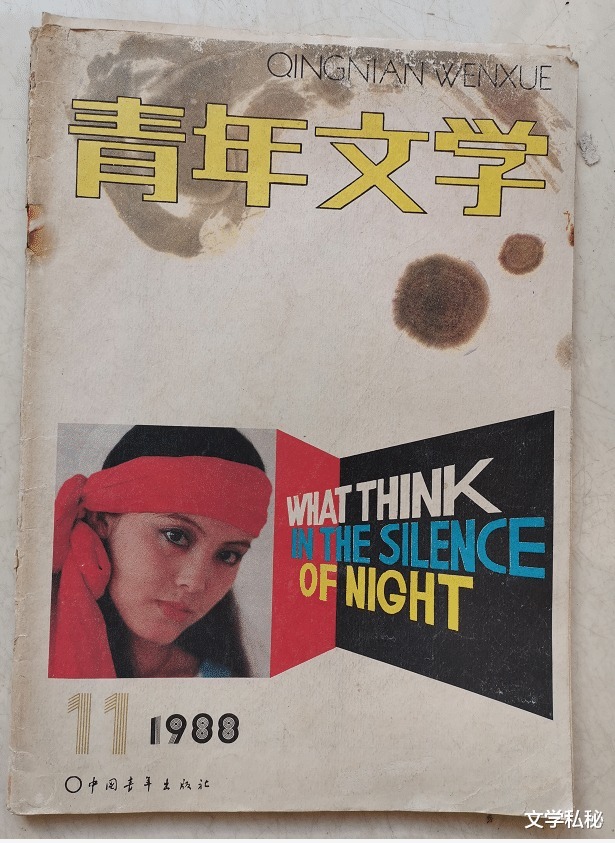 QINGNIAN WENXUE
青年文学
WHAT THINK
IN THE SILENCE
OF NIGHT
11 1988
中国青年出版社
文学私秘